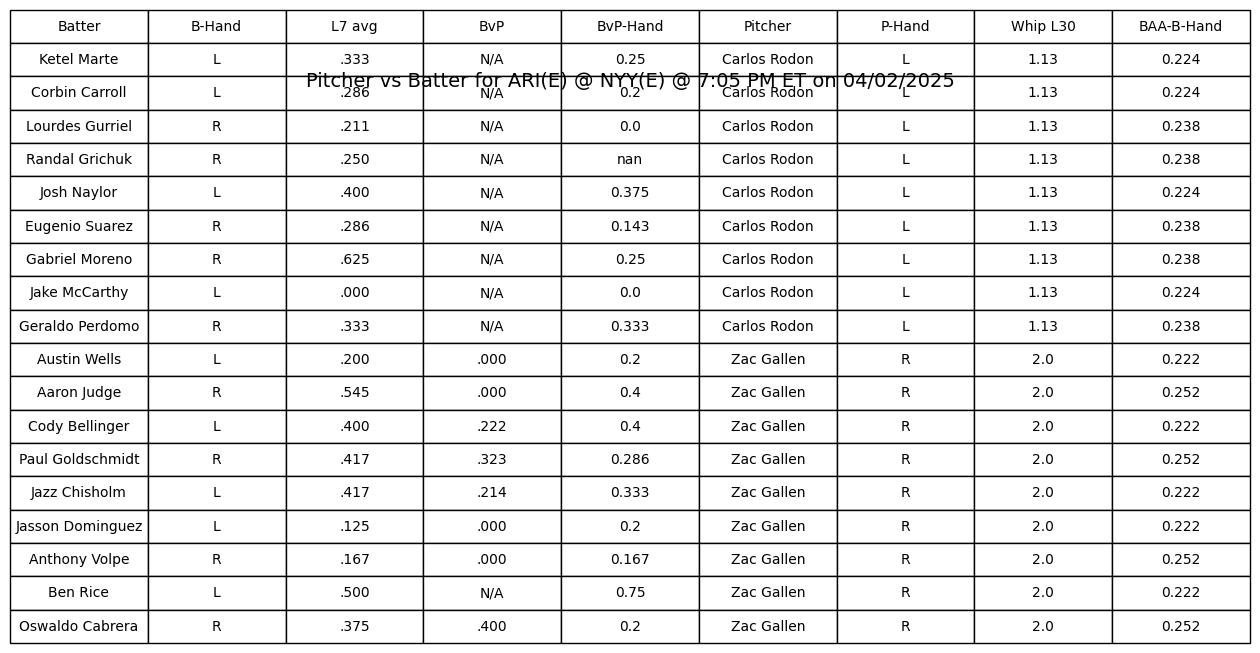 Batter B-Hand L7 avg BvP BvP-Hand Pitcher P-Hand Whip L30 BAA-B-Hand
Ketel Marte L .333 N/A 0.25 Carlos Rodon L 1.13 0.224
Pitcher vs Batter for ARI(E) @ NYY(E) @ 7:05 PM ET on 04/02/2025
Corbin Carroll L .286 N/A 0.2 Carlos Rodon L 1.13 0.224
Lourdes Gurriel R .211 N/A 0.0 Carlos Rodon L 1.13 0.238
Randal Grichuk R .250 N/A nan Carlos Rodon L 1.13 0.238
Josh Naylor L .400 N/A 0.375 Carlos Rodon L 1.13 0.224
Eugenio Suarez R .286 N/A 0.143 Carlos Rodon L 1.13 0.238
Gabriel Moreno R .625 N/A 0.25 Carlos Rodon L 1.13 0.238
Jake McCarthy L .000 N/A 0.0 Carlos Rodon L 1.13 0.224
Geraldo Perdomo R .333 N/A 0.333 Carlos Rodon L 1.13 0.238
Austin Wells L .200 .000 0.2 Zac Gallen R 2.0 0.222
Aaron Judge R .545 .000 0.4 Zac Gallen R 2.0 0.252
Cody Bellinger L .400 .222 0.4 Zac Gallen R 2.0 0.222
Paul Goldschmidt R .417 .323 0.286 Zac Gallen R 2.0 0.252
Jazz Chisholm L .417 .214 0.333 Zac Gallen R 2.0 0.222
Jasson Dominguez L .125 .000 0.2 Zac Gallen R 2.0 0.222
Anthony Volpe R .167 .000 0.167 Zac Gallen R 2.0 0.252
Ben Rice L .500 N/A 0.75 Zac Gallen R 2.0 0.222
Oswaldo Cabrera R .375 .400 0.2 Zac Gallen R 2.0 0.252